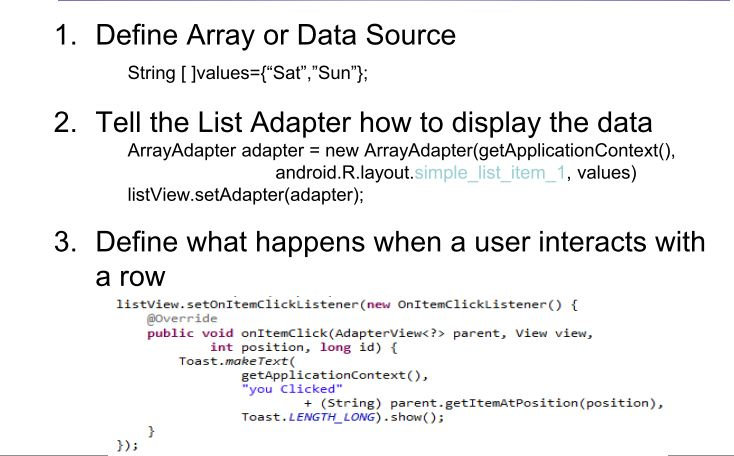 1. Define Array or Data Source
String [ ]values={“Sat”,”Sun”};
2. Tell the List Adapter how to display the data
ArrayAdapter adapter = new ArrayAdapter(getApplicationContext(),
android.R.layout.simple_list_item_1, values)
listView.setAdapter(adapter);
3. Define what happens when a user interacts with
a row
listView.setOnItemClickListener(new OnItemClickListener() {
@Override
public void onItemClick(AdapterView<?> parent, View view,
int position, long id) {
Toast.makeText(
getApplicationContext(),
"you Clicked"
+ (String) parent.getItemAtPosition(position),
Toast.LENGTH_LONG).show();
}
});